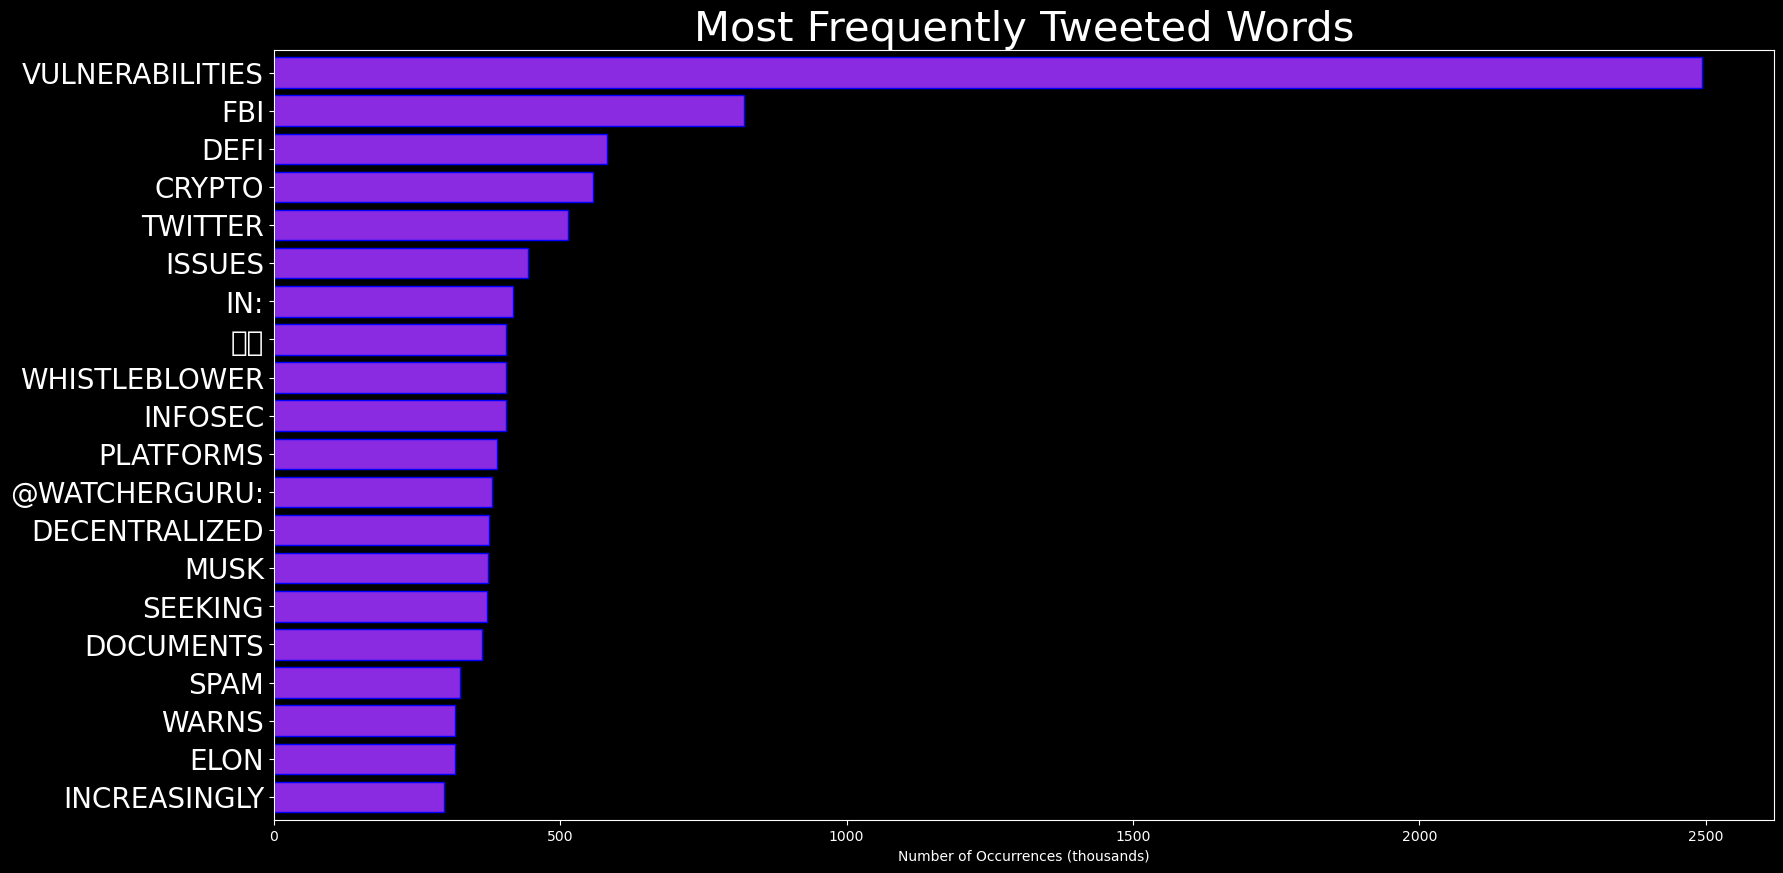 Most Frequently Tweeted Words
VULNERABILITIES
FBI
DEFI
CRYPTO
TWITTER
ISSUES
IN:
WHISTLEBLOWER
INFOSEC
PLATFORMS
@WATCHERGURU:
DECENTRALIZED
MUSK
SEEKING
DOCUMENTS
SPAM
WARNS
ELON
INCREASINGLY
0 500 1000 1500 2000 2500
Number of Occurrences (thousands)